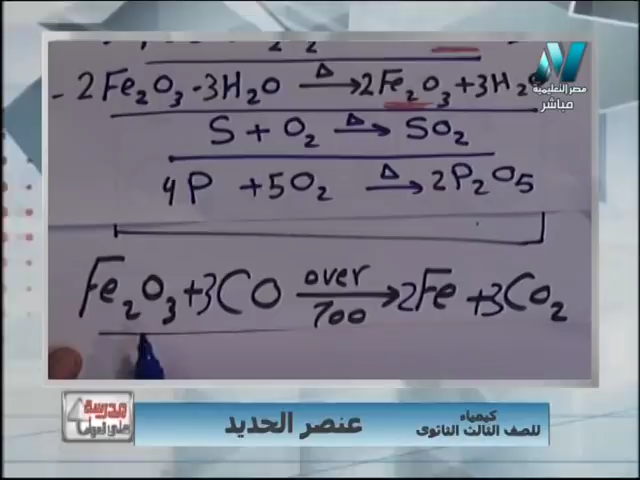 - 2Fe₂O₃·3H₂O —Δ→ 2Fe₂O₃ + 3H₂O
S + O₂ —Δ→ SO₂
4P + 5O₂ —Δ→ 2P₂O₅
Fe₂O₃ + 3CO —over 700→ 2Fe + 3CO₂
مصر التعليمية
مباشر
مدرسة
على الهوا
عنصر الحديد
كيمياء
للصف الثالث الثانوى